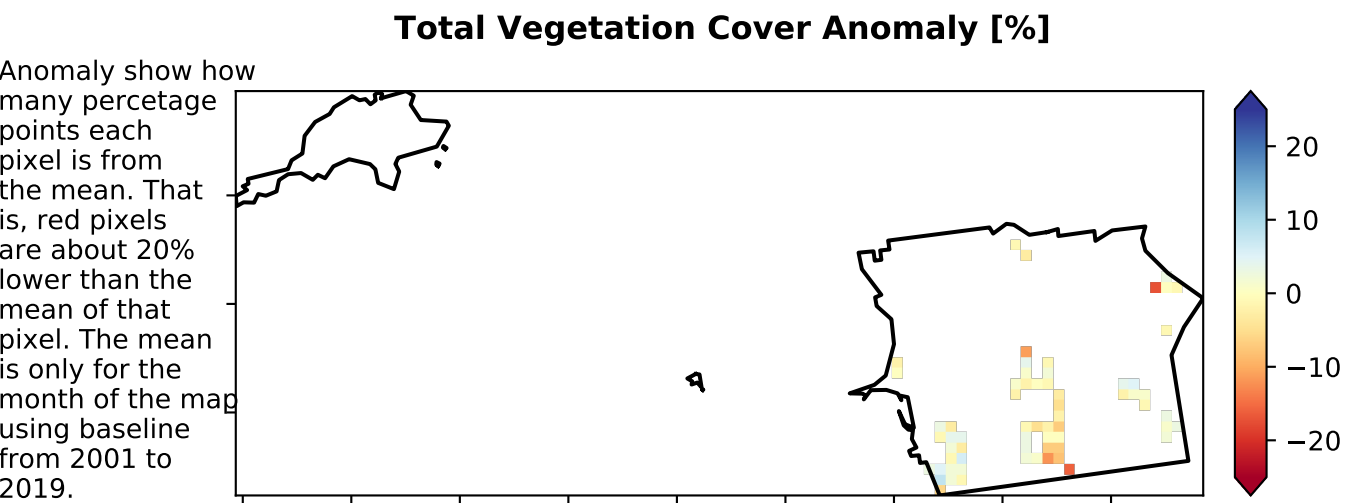 Total Vegetation Cover Anomaly [%]
Anomaly show how
many percetage
points each
pixel is from
the mean. That
is, red pixels
are about 20%
lower than the
mean of that
pixel. The mean
is only for the
month of the map
using baseline
from 2001 to
2019.
20
10
0
−10
−20